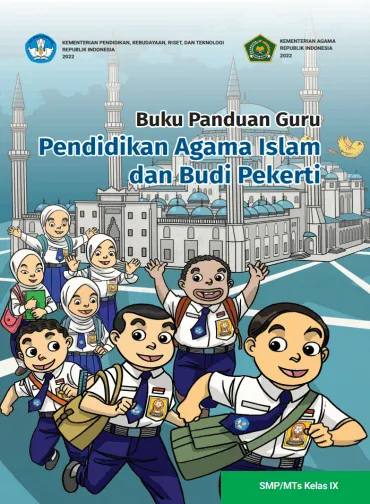 KEMENTERIAN PENDIDIKAN, KEBUDAYAAN, RISET, DAN TEKNOLOGI
REPUBLIK INDONESIA
2022
KEMENTERIAN AGAMA
REPUBLIK INDONESIA
2022
Buku Panduan Guru
Pendidikan Agama Islam
dan Budi Pekerti
SMP/MTs Kelas IX